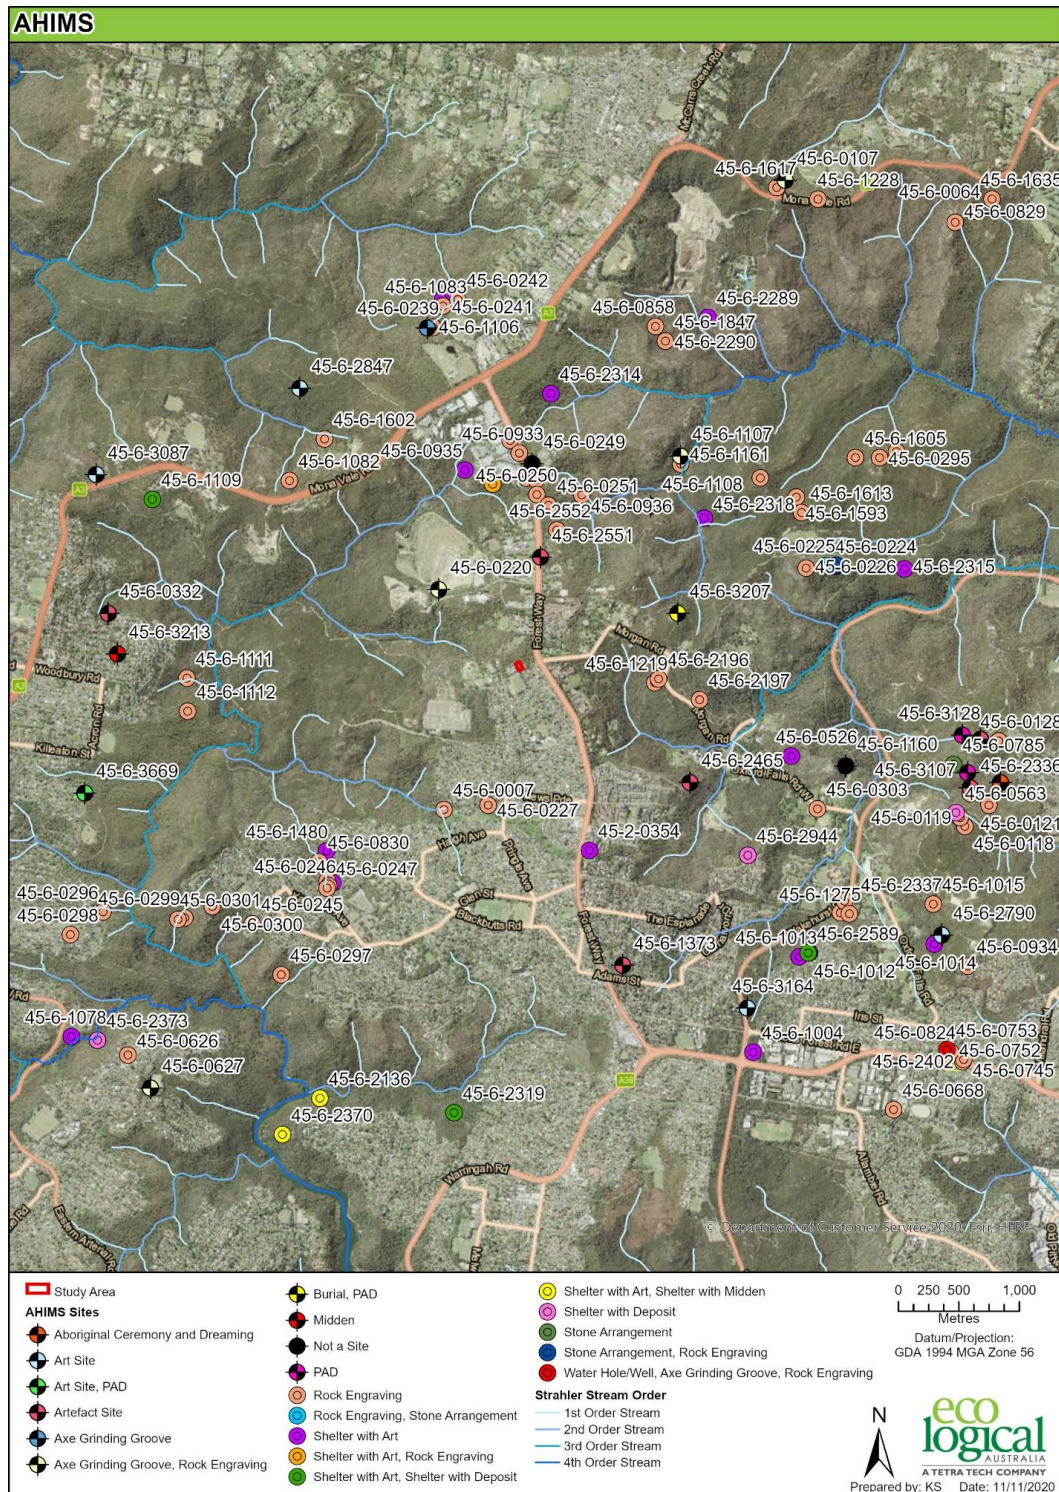 AHIMS
McCarrs Creek Rd
45-6-1617
45-6-0107
45-6-1228
45-6-0064
45-6-1635
45-6-0829
45-6-1083
45-6-0242
45-6-0239
45-6-0241
45-6-1106
A3
45-6-0858
45-6-2289
45-6-1847
45-6-2290
45-6-2847
45-6-2314
45-6-1602
45-6-0933
45-6-0249
45-6-1107
45-6-1605
45-6-3087
45-6-0935
45-6-1161
45-6-0295
45-6-1082
45-6-0250
45-6-1108
A3
45-6-1109
45-6-0251
45-6-2552
45-6-0936
45-6-2318
45-6-1613
45-6-1593
45-6-2551
45-6-0225
45-6-0224
45-6-0226
45-6-2315
45-6-0220
45-6-0332
45-6-3207
Forest Way
45-6-3213
Morgan Rd
Woodbury Rd
45-6-1111
45-6-1219
45-6-2196
A3
45-6-1112
45-6-2197
Acron Rd
Killeaton St
Morgan Rd
45-6-3128
45-6-0128
45-6-0526
45-6-1160
45-6-0785
45-6-2465
45-6-3107
45-6-2336
45-6-3669
45-6-0303
45-6-0563
45-6-0007
45-6-0227
45-6-0119
45-6-0121
45-6-0118
45-6-1480
45-6-0830
45-2-0354
45-6-2944
Pringle Ave
45-6-0246
45-6-0247
45-6-0296
45-6-0299
45-6-0301
45-6-0245
Glen St
45-6-1275
45-6-2337
45-6-1015
45-6-0298
45-6-0300
Blackbutts Rd
The Esplanade
45-6-2790
45-6-1373
45-6-1013
45-6-2589
45-6-0934
45-6-0297
Forest Way
Adams St
45-6-1012
45-6-1014
45-6-3164
45-6-1078
45-6-2373
Iris St
45-6-0626
45-6-1004
45-6-0824
45-6-0753
45-6-0627
45-6-2402
45-6-0752
45-6-0745
A38
45-6-2136
45-6-2319
45-6-0668
45-6-2370
Warringah Rd
Allambie Rd
© Department of Customer Service 2020, Esri, HERE
Study Area
AHIMS Sites
Aboriginal Ceremony and Dreaming
Art Site
Art Site, PAD
Artefact Site
Axe Grinding Groove
Axe Grinding Groove, Rock Engraving
Burial, PAD
Midden
Not a Site
PAD
Rock Engraving
Rock Engraving, Stone Arrangement
Shelter with Art
Shelter with Art, Rock Engraving
Shelter with Art, Shelter with Deposit
Shelter with Art, Shelter with Midden
Shelter with Deposit
Stone Arrangement
Stone Arrangement, Rock Engraving
Water Hole/Well, Axe Grinding Groove, Rock Engraving
Strahler Stream Order
1st Order Stream
2nd Order Stream
3rd Order Stream
4th Order Stream
0 250 500 1,000
Metres
Datum/Projection:
GDA 1994 MGA Zone 56
N
eco
logical
AUSTRALIA
A TETRA TECH COMPANY
Prepared by: KS Date: 11/11/2020